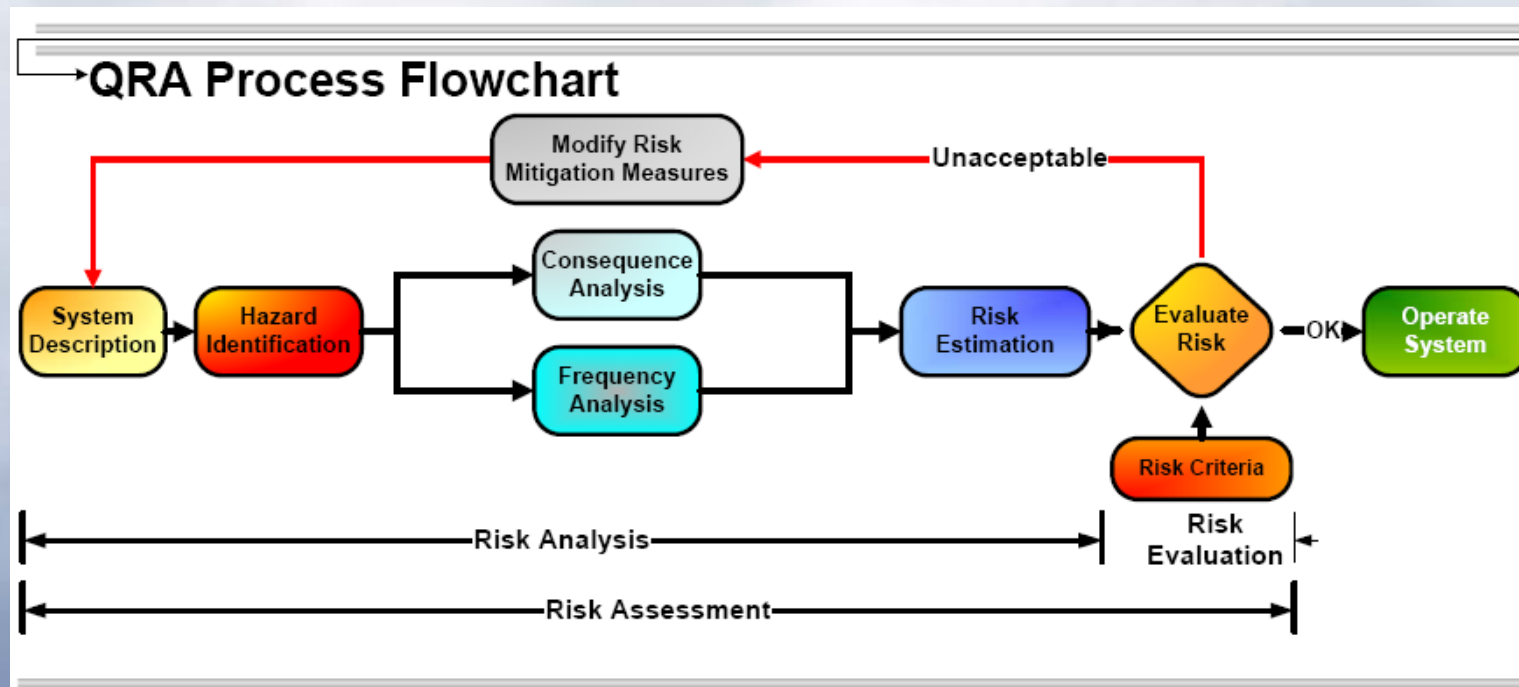 QRA Process Flowchart
Modify Risk
Mitigation Measures
Unacceptable
Consequence
Analysis
System
Description
Hazard
Identification
Risk
Estimation
Evaluate
Risk
OK
Operate
System
Frequency
Analysis
Risk Criteria
Risk Analysis
Risk
Evaluation
Risk Assessment